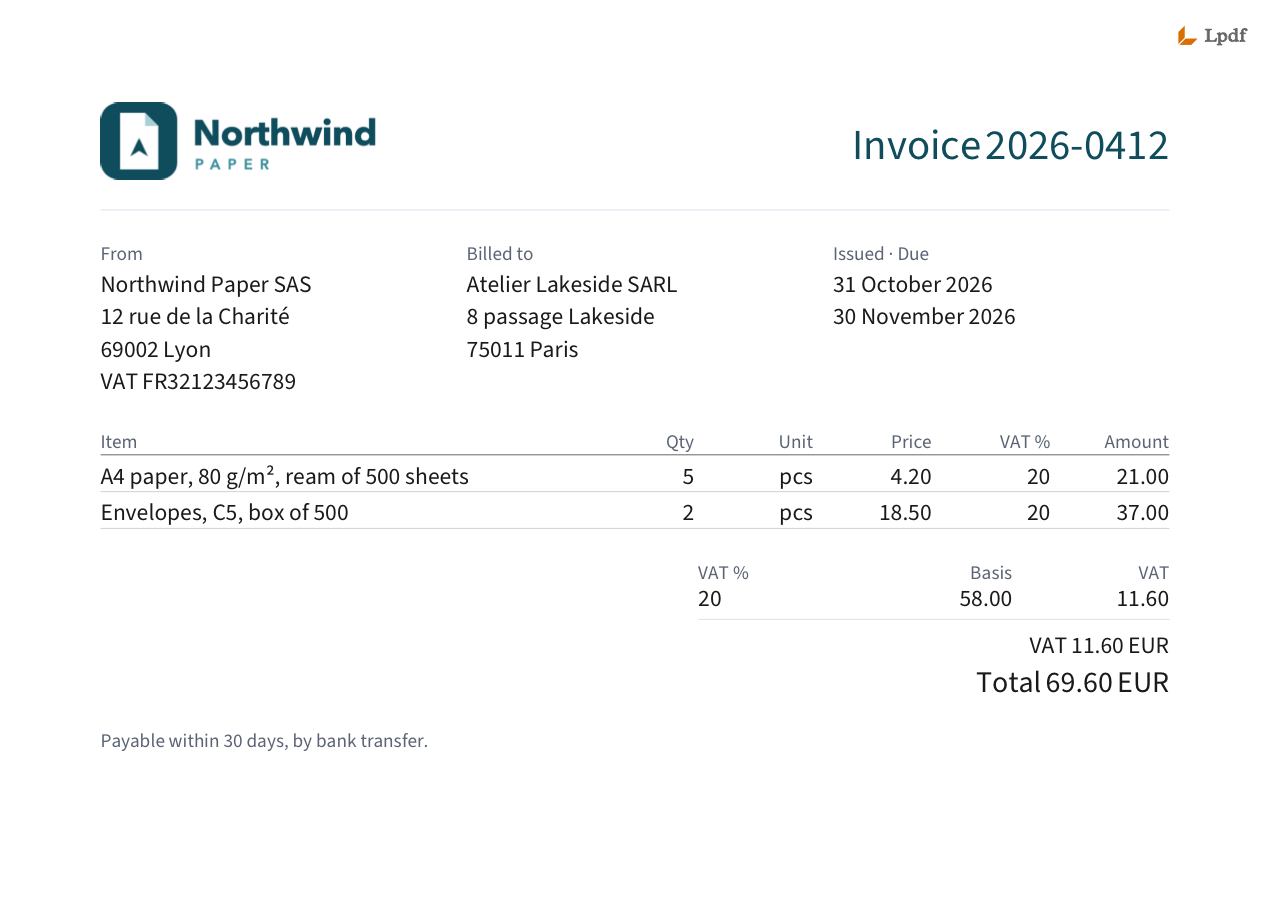 Lpdf
Northwind
PAPER
Invoice 2026-0412
From
Northwind Paper SAS
12 rue de la Charité
69002 Lyon
VAT FR32123456789
Billed to
Atelier Lakeside SARL
8 passage Lakeside
75011 Paris
Issued · Due
31 October 2026
30 November 2026
Item Qty Unit Price VAT % Amount
A4 paper, 80 g/m², ream of 500 sheets 5 pcs 4.20 20 21.00
Envelopes, C5, box of 500 2 pcs 18.50 20 37.00
VAT % Basis VAT
20 58.00 11.60
VAT 11.60 EUR
Total 69.60 EUR
Payable within 30 days, by bank transfer.